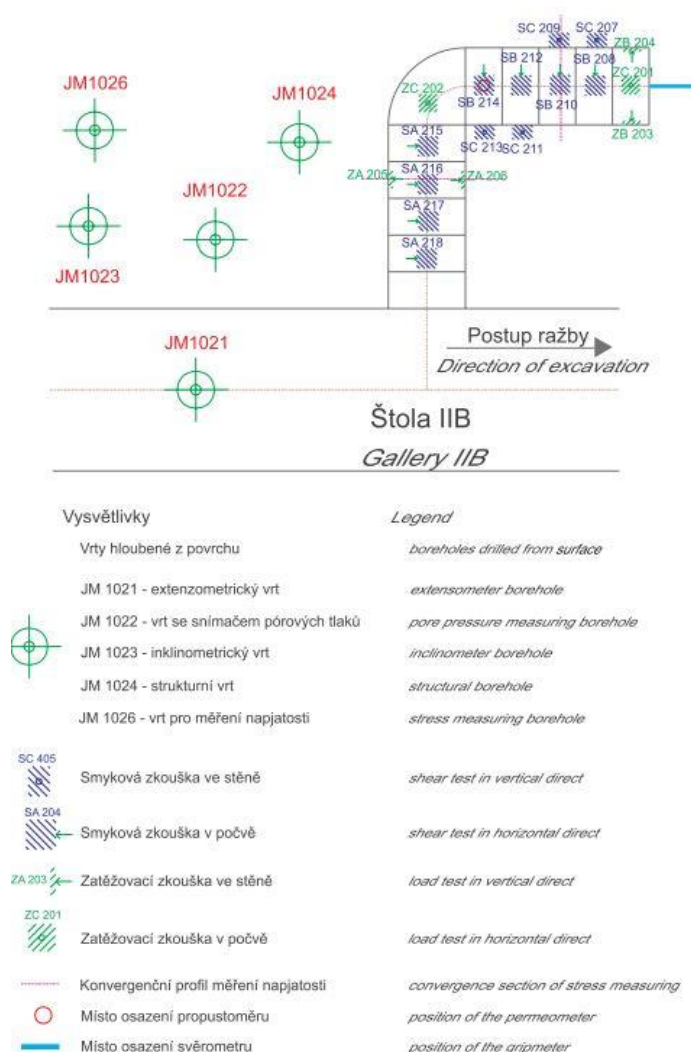 SC 209
SC 207
SB 212
ZB 204
SB 208
ZC 201
JM1026
JM1024
ZC 202
SB 214
SB 210
SA 215
SC 213
SC 211
ZB 203
ZA 205
SA 216
ZA 206
JM1022
SA 217
JM1023
SA 218
JM1021
Postup ražby
Direction of excavation
Štola IIB
Gallery IIB
Vysvětlivky
Legend
Vrty hloubené z povrchu
boreholes drilled from surface
JM 1021 - extenzometrický vrt
extensometer borehole
JM 1022 - vrt se snímačem pórových tlaků
pore pressure measuring borehole
JM 1023 - inklinometrický vrt
inclinometer borehole
JM 1024 - strukturní vrt
structural borehole
JM 1026 - vrt pro měření napjatosti
stress measuring borehole
SC 405
Smyková zkouška ve stěně
shear test in vertical direct
SA 204
Smyková zkouška v počvě
shear test in horizontal direct
ZA 203
Zatěžovací zkouška ve stěně
load test in vertical direct
ZC 201
Zatěžovací zkouška v počvě
load test in horizontal direct
Konvergenční profil měření napjatosti
convergence section of stress measuring
Místo osazení propustoměru
position of the permeometer
Místo osazení svěrometru
position of the gripmeter